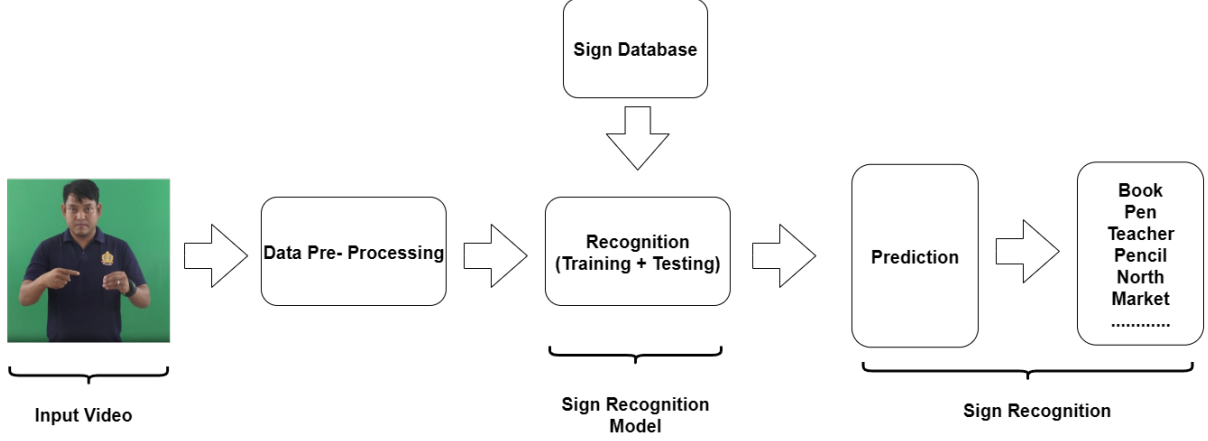 Sign Database
Data Pre- Processing
Recognition
(Training + Testing)
Prediction
Book
Pen
Teacher
Pencil
North
Market
............
Input Video
Sign Recognition
Model
Sign Recognition